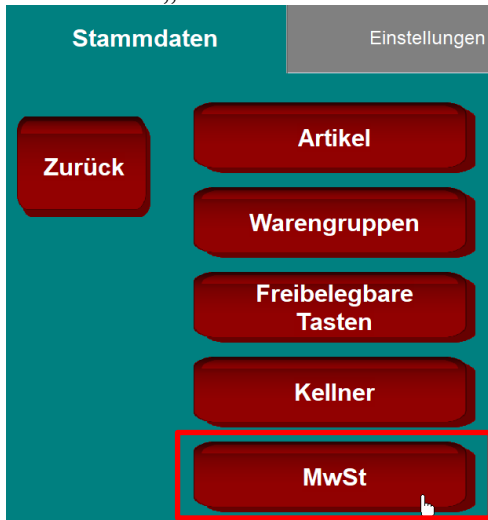 „
Stammdaten
Einstellungen
Zurück
Artikel
Warengruppen
Freibelegbare
Tasten
Kellner
MwSt